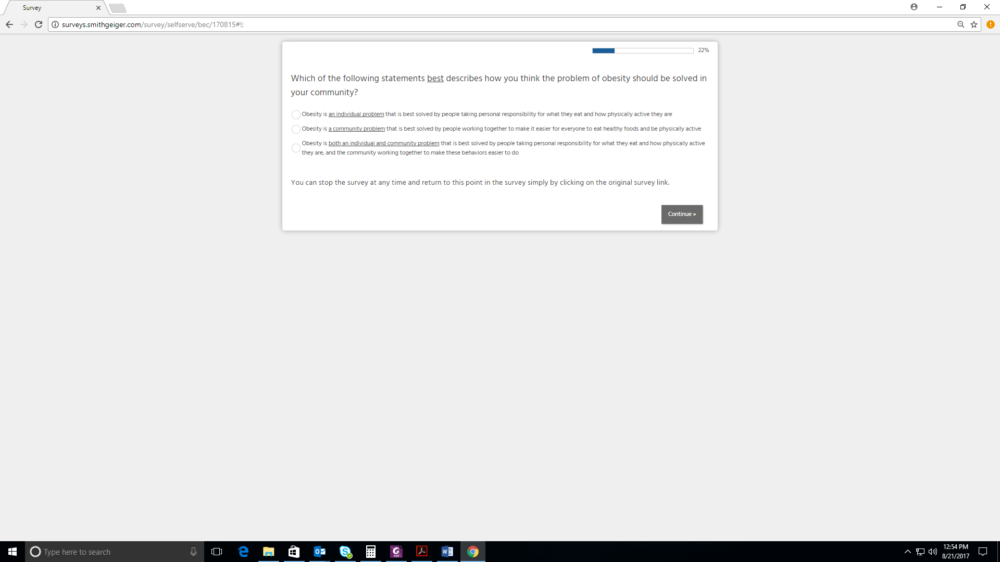 Survey
surveys.smithgeiger.com/survey/selfserve/bec/170815#!;
22%
Which of the following statements best describes how you think the problem of obesity should be solved in
your community?
Obesity is an individual problem that is best solved by people taking personal responsibility for what they eat and how physically active they are
Obesity is a community problem that is best solved by people working together to make it easier for everyone to eat healthy foods and be physically active
Obesity is both an individual and community problem that is best solved by people taking personal responsibility for what they eat and how physically active
they are, and the community working together to make these behaviors easier to do
You can stop the survey at any time and return to this point in the survey simply by clicking on the original survey link.
Continue »
Type here to search
PDF
12:54 PM
8/21/2017